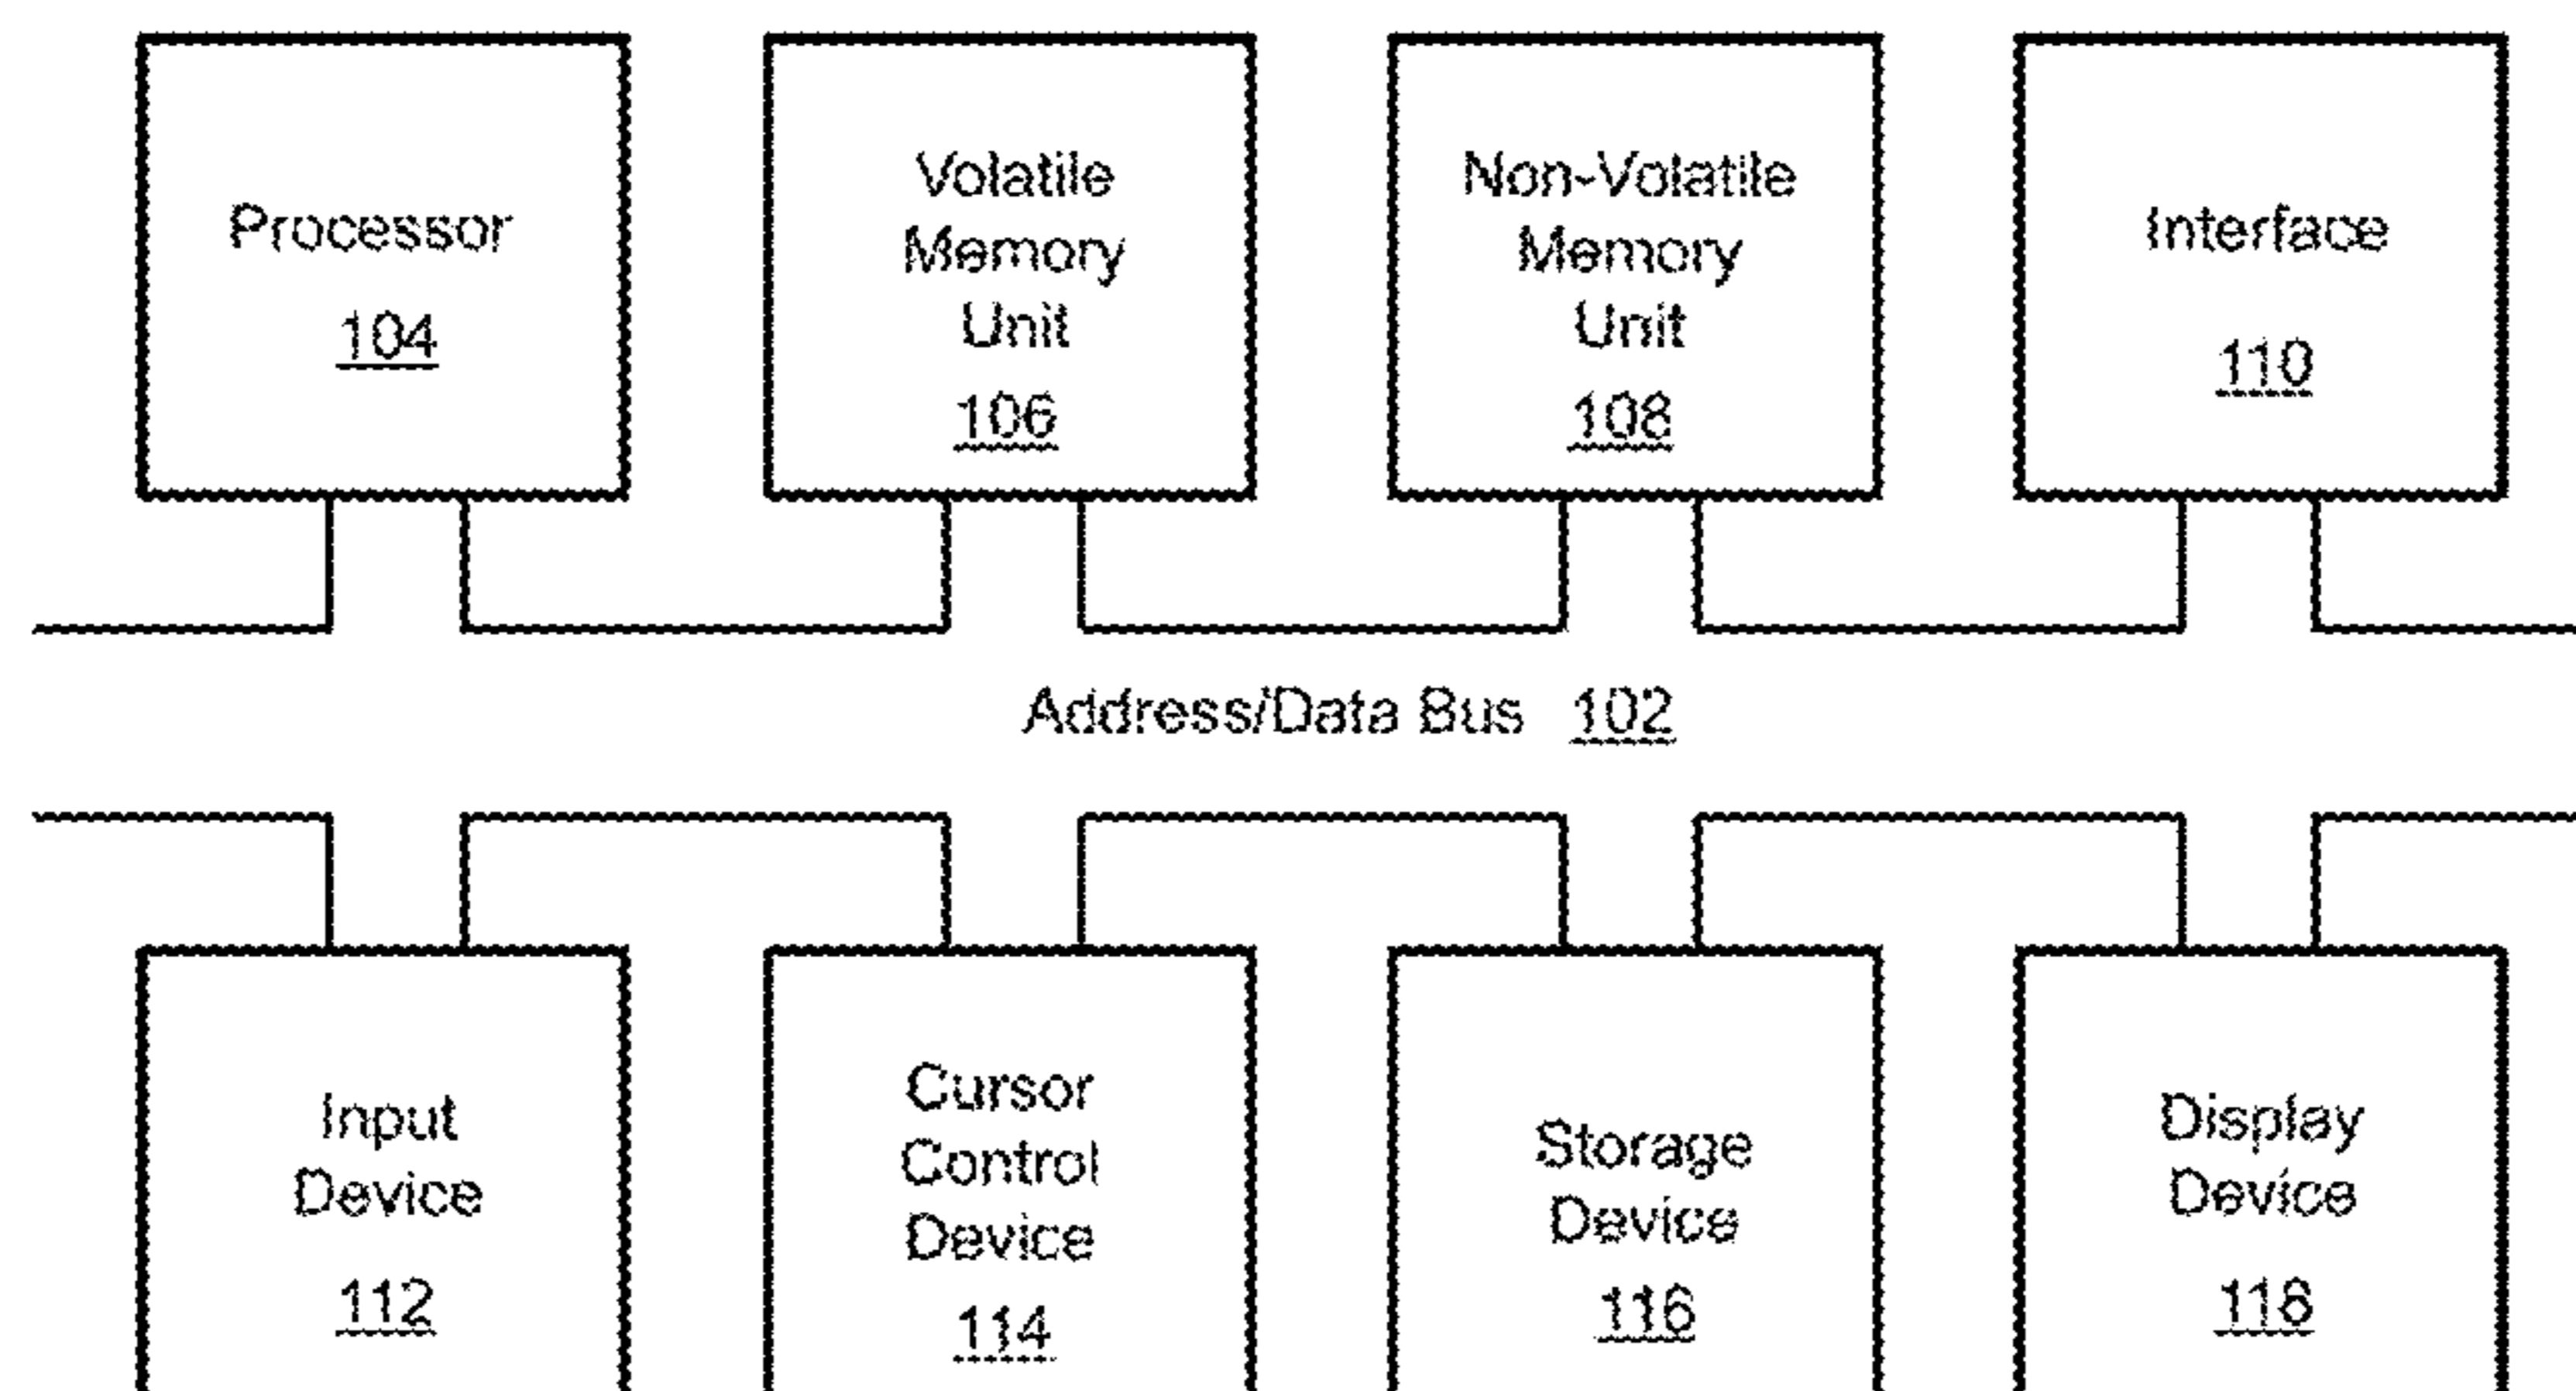 Processor
104
Volatile
Memory
Unit
106
Non-Volatile
Memory
Unit
108
Interface
110
Address/Data Bus 102
Input
Device
112
Cursor
Control
Device
114
Storage
Device
116
Display
Device
118